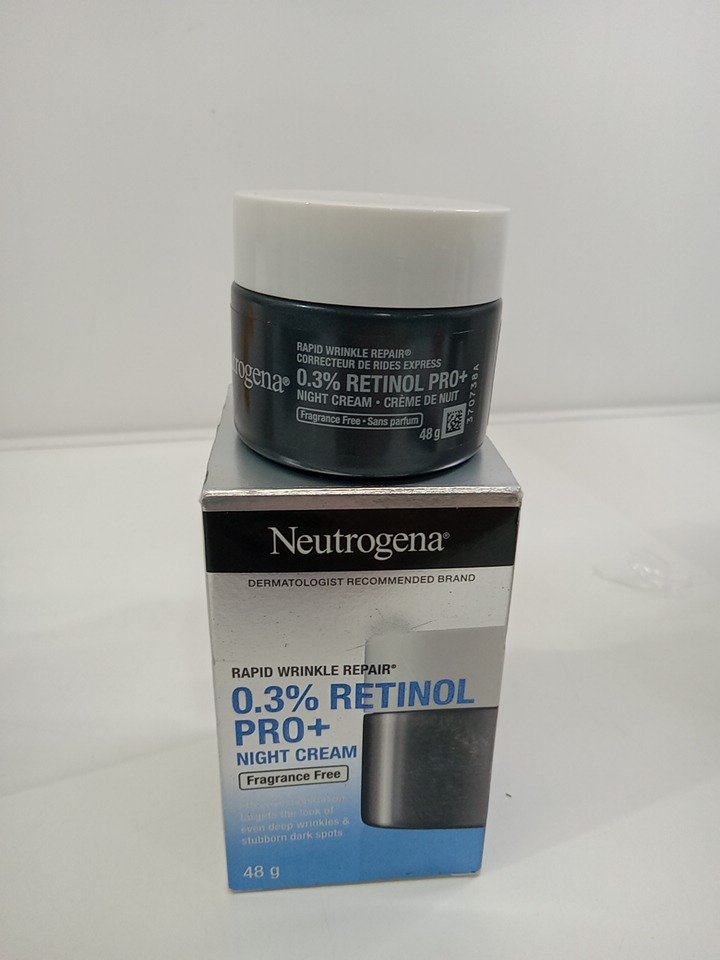 RAPID WRINKLE REPAIR®
CORRECTEUR DE RIDES EXPRESS
rogena®
0.3% RETINOL PRO+
NIGHT CREAM • CRÈME DE NUIT
Fragrance Free • Sans parfum
48 g
370738A
Neutrogena®
DERMATOLOGIST RECOMMENDED BRAND
RAPID WRINKLE REPAIR®
0.3% RETINOL
PRO+
NIGHT CREAM
Fragrance Free
targets the look of
even deep wrinkles &
stubborn dark spots
48 g